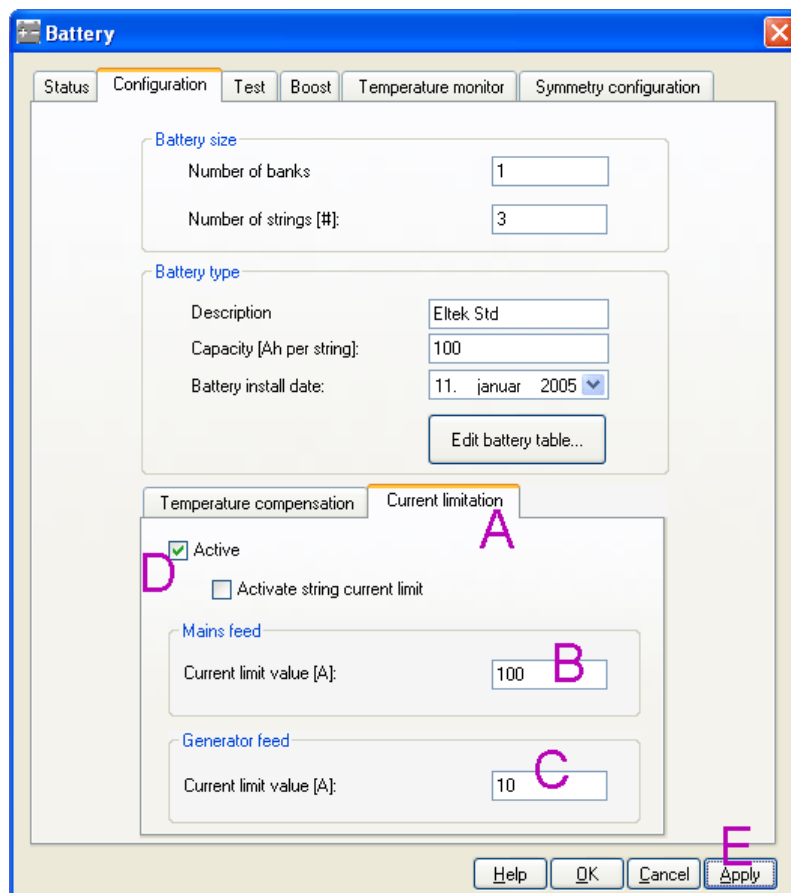 Battery
Status Configuration Test Boost Temperature monitor Symmetry configuration
Battery size
Number of banks 1
Number of strings [#]: 3
Battery type
Description Eltek Std
Capacity [Ah per string]: 100
Battery install date: 11. januar 2005
Edit battery table...
Temperature compensation Current limitation
A
Active
D
Activate string current limit
Mains feed
Current limit value [A]: 100 B
Generator feed
Current limit value [A]: 10 C
E
Help OK Cancel Apply